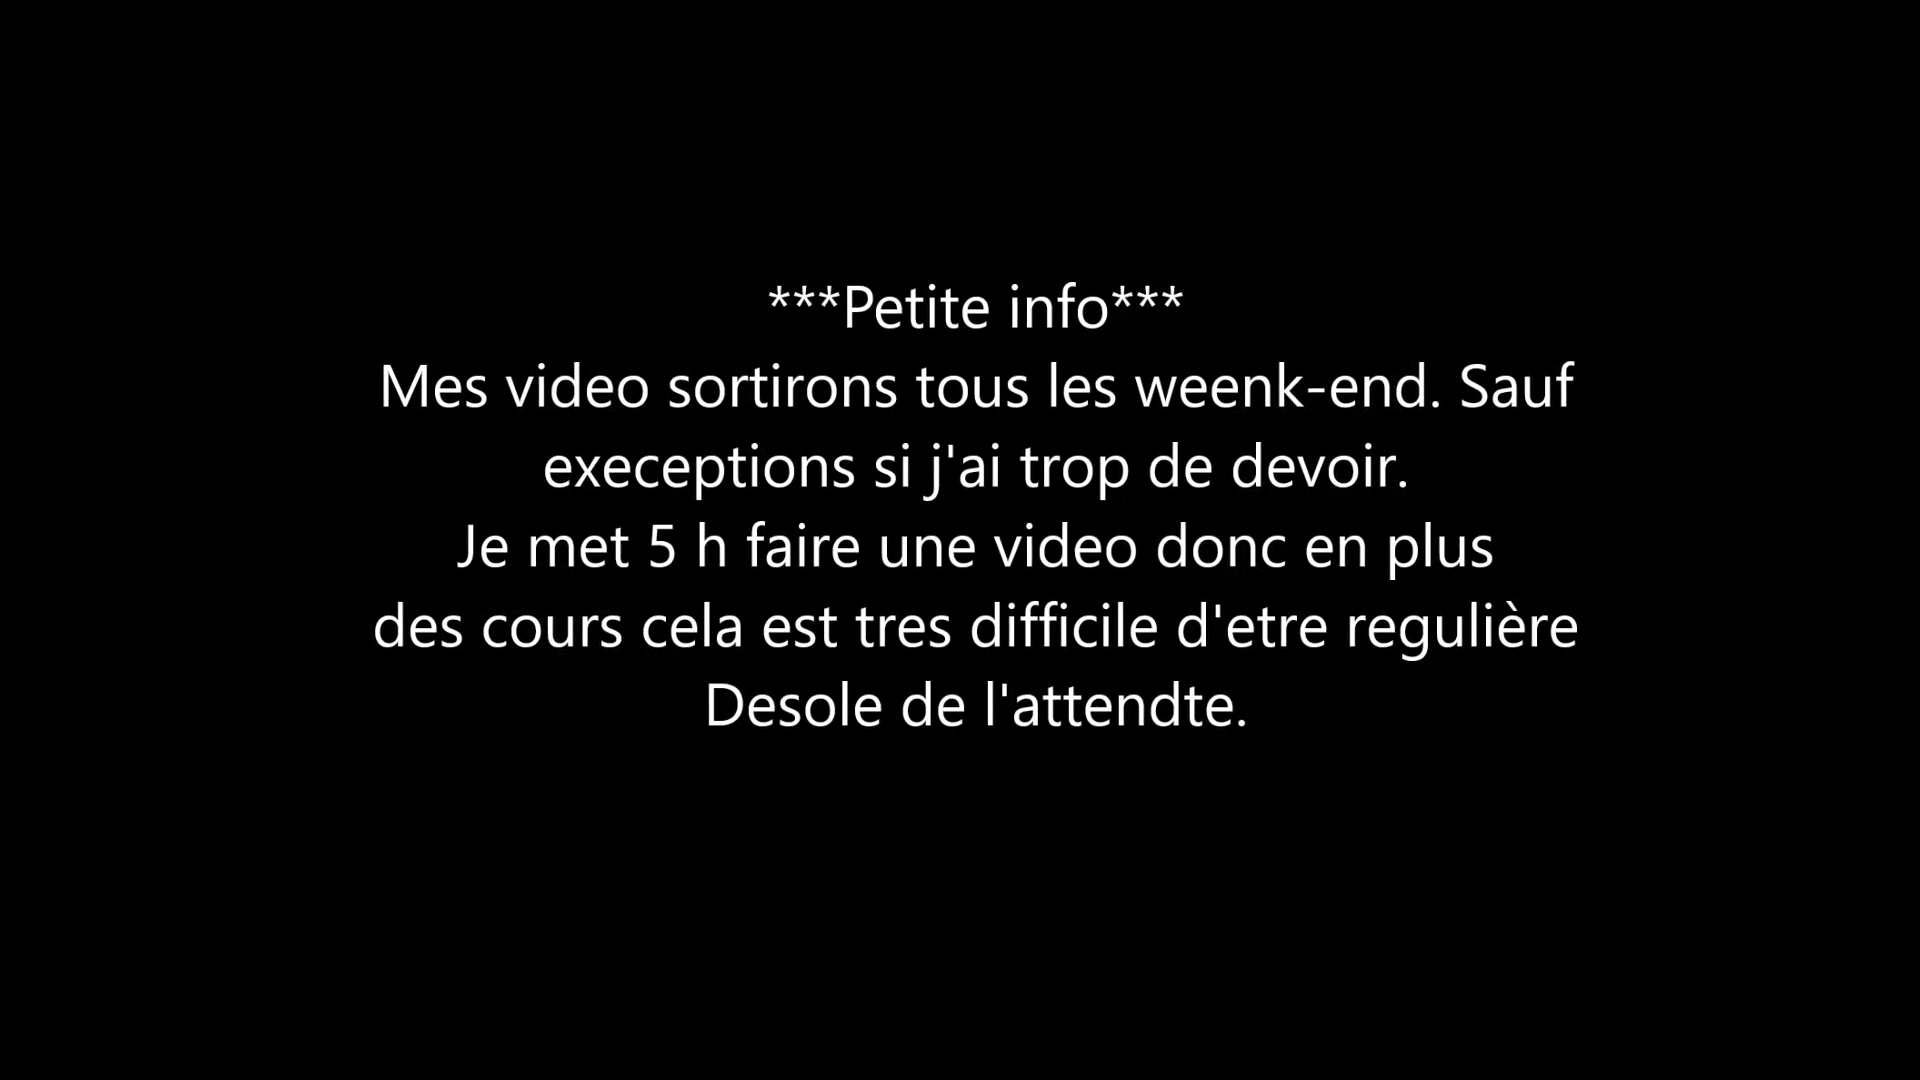 ***Petite info***
Mes video sortirons tous les weenk-end. Sauf
execeptions si j'ai trop de devoir.
Je met 5 h faire une video donc en plus
des cours cela est tres difficile d'etre regulière
Desole de l'attendte.